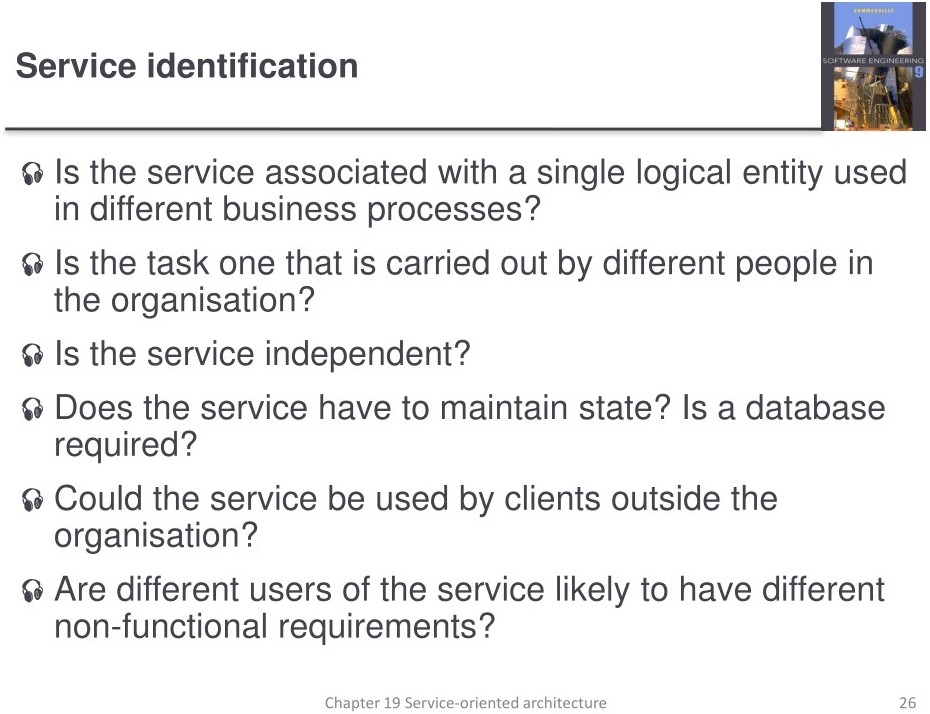 Service identification
SOMMERVILLE
SOFTWARE ENGINEERING
9
Is the service associated with a single logical entity used
in different business processes?
Is the task one that is carried out by different people in
the organisation?
Is the service independent?
Does the service have to maintain state? Is a database
required?
Could the service be used by clients outside the
organisation?
Are different users of the service likely to have different
non-functional requirements?
Chapter 19 Service-oriented architecture
26